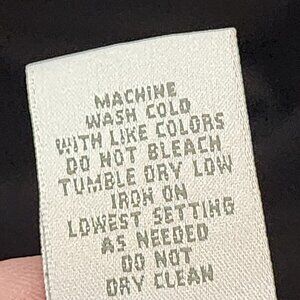 MACHINE
WASH COLD
WITH LIKE COLORS
DO NOT BLEACH
TUMBLE DRY LOW
IRON ON
LOWEST SETTING
AS NEEDED
DO NOT
DRY CLEAN